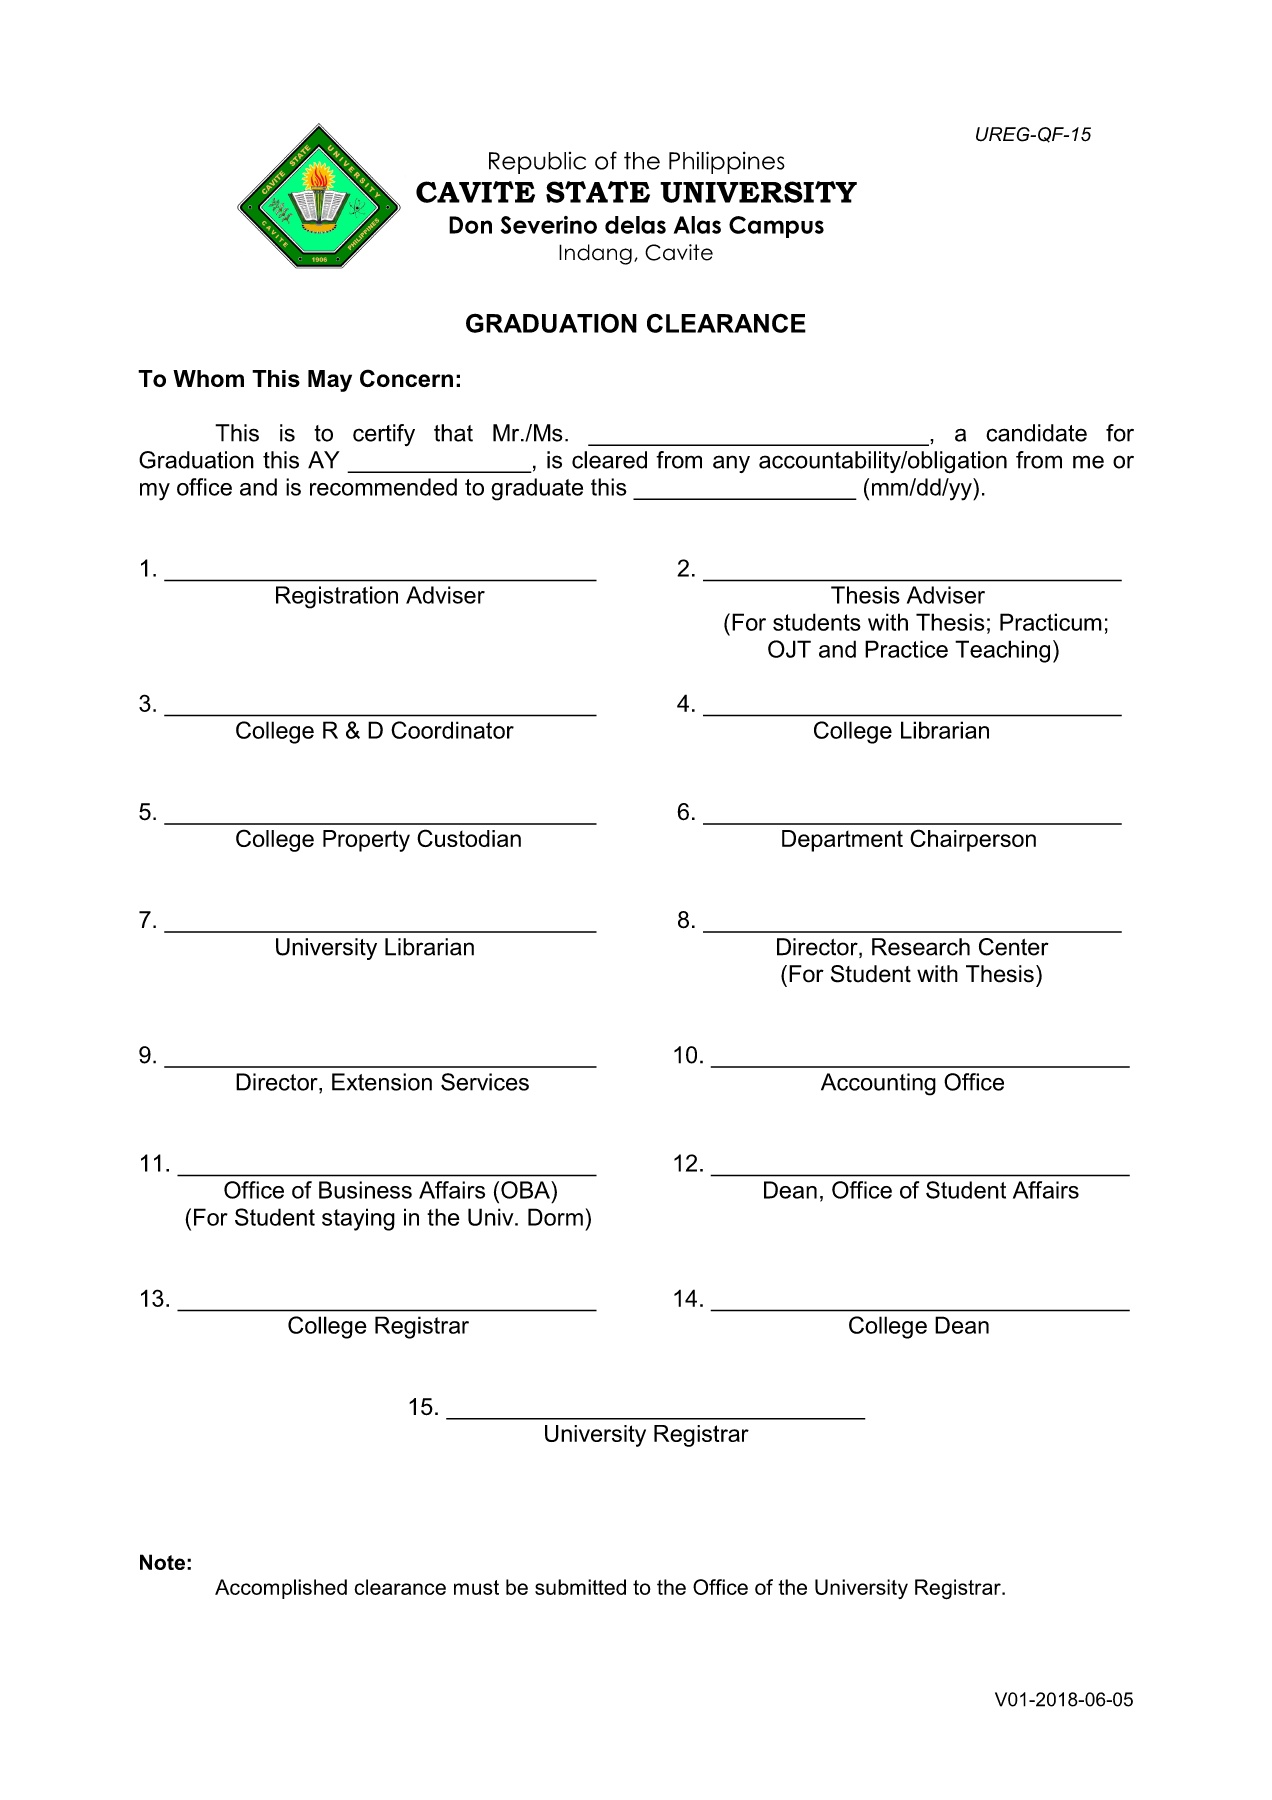 UREG-QF-15
CAVITE STATE UNIVERSITY
CAVITE PHILIPPINES
1906
Republic of the Philippines
CAVITE STATE UNIVERSITY
Don Severino delas Alas Campus
Indang, Cavite
GRADUATION CLEARANCE
To Whom This May Concern:
This is to certify that Mr./Ms. __________________________, a candidate for
Graduation this AY ______________, is cleared from any accountability/obligation from me or
my office and is recommended to graduate this _________________ (mm/dd/yy).
1. _________________________________ 2. ________________________________
Registration Adviser Thesis Adviser
(For students with Thesis; Practicum;
OJT and Practice Teaching)
3. _________________________________ 4. ________________________________
College R & D Coordinator College Librarian
5. _________________________________ 6. ________________________________
College Property Custodian Department Chairperson
7. _________________________________ 8. ________________________________
University Librarian Director, Research Center
(For Student with Thesis)
9. _________________________________ 10. ________________________________
Director, Extension Services Accounting Office
11. ________________________________ 12. ________________________________
Office of Business Affairs (OBA) Dean, Office of Student Affairs
(For Student staying in the Univ. Dorm)
13. ________________________________ 14. ________________________________
College Registrar College Dean
15. ________________________________
University Registrar
Note:
Accomplished clearance must be submitted to the Office of the University Registrar.
V01-2018-06-05